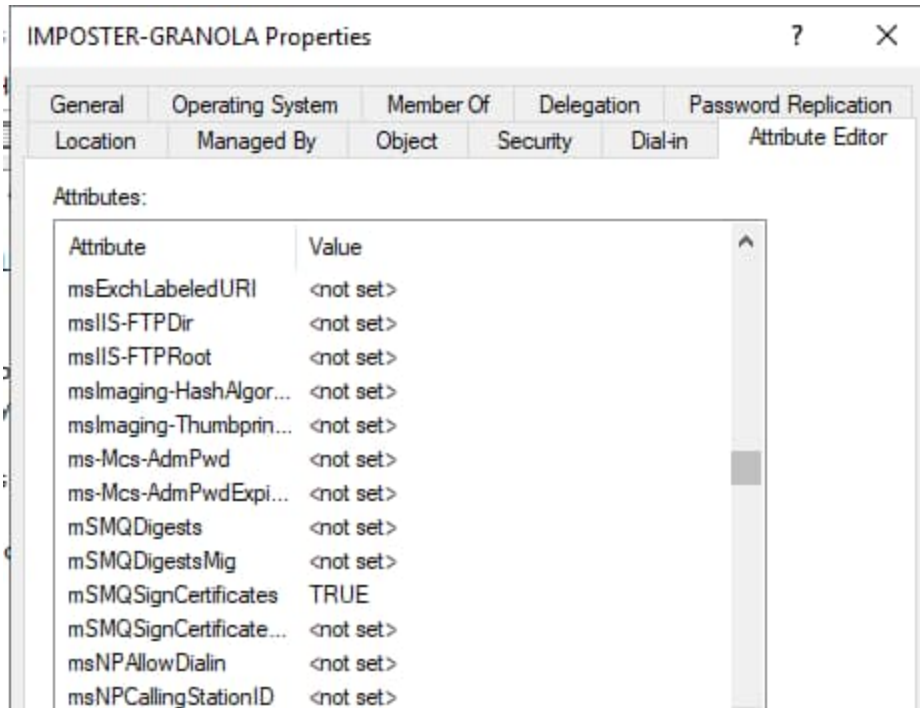 IMPOSTER-GRANOLA Properties ? ×
General Operating System Member Of Delegation Password Replication
Location Managed By Object Security Dial-in Attribute Editor
Attributes:
Attribute Value
msExchLabeledURI <not set>
msIIS-FTPDir <not set>
msIIS-FTPRoot <not set>
msImaging-HashAlgor... <not set>
msImaging-Thumbprin... <not set>
ms-Mcs-AdmPwd <not set>
ms-Mcs-AdmPwdExpi... <not set>
mSMQDigests <not set>
mSMQDigestsMig <not set>
mSMQSignCertificates TRUE
mSMQSignCertificate... <not set>
msNPAllowDialin <not set>
msNPCallingStationID <not set>